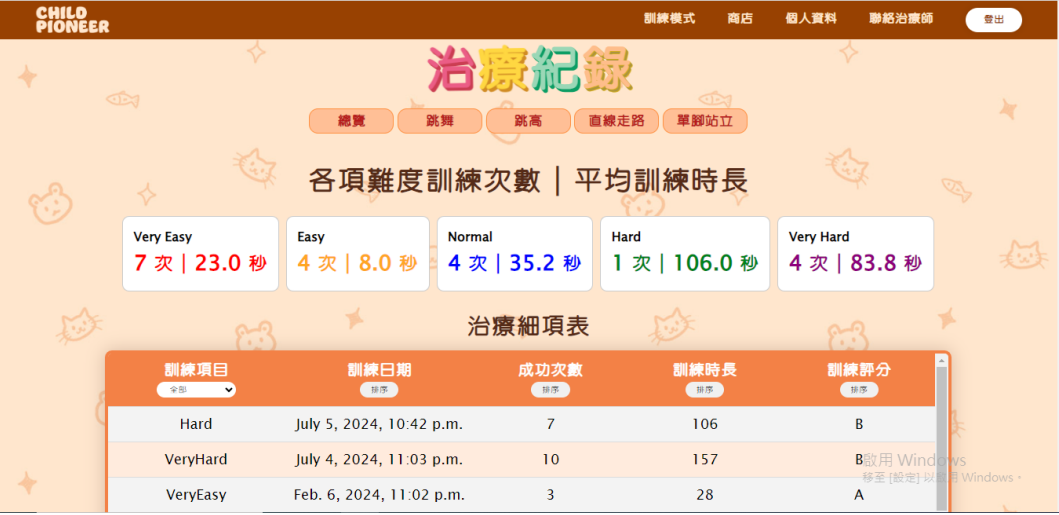 CHILD
PIONEER
訓練模式 商店 個人資料 聯絡治療師 登出
治療紀錄
總覽 跳舞 跳高 直線走路 單腳站立
各項難度訓練次數 | 平均訓練時長
Very Easy
7 次 | 23.0 秒
Easy
4 次 | 8.0 秒
Normal
4 次 | 35.2 秒
Hard
1 次 | 106.0 秒
Very Hard
4 次 | 83.8 秒
治療細項表
訓練項目 訓練日期 成功次數 訓練時長 訓練評分
全部 排序 排序 排序 排序
Hard July 5, 2024, 10:42 p.m. 7 106 B
VeryHard July 4, 2024, 11:03 p.m. 10 157 B
VeryEasy Feb. 6, 2024, 11:02 p.m. 3 28 A
啟用 Windows
移至 [設定] 以啟用 Windows。